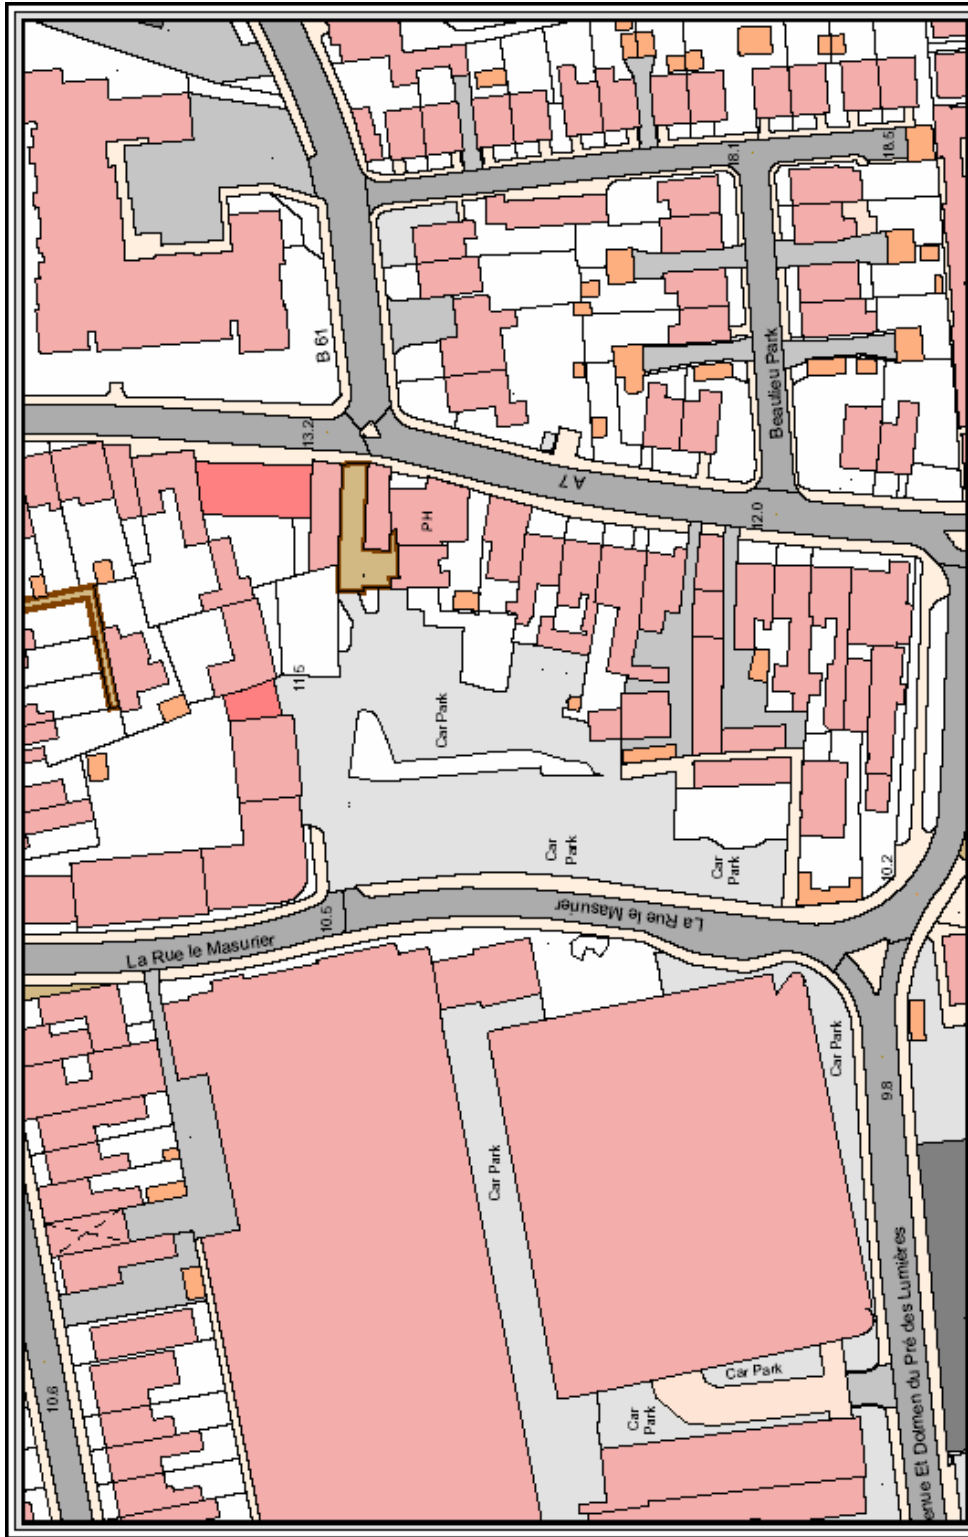 B 61
13.2
18.1
18.5
Beaulieu Park
A7
PH
12.0
11.5
Car Park
Car
Park
Car
Park
10.2
10.5
La Rue le Masurier
La Rue le Masurier
Car Park
Car Park
9.8
10.6
Car Park
Car
Park
enue Et Dolmen du Pré des Lumières